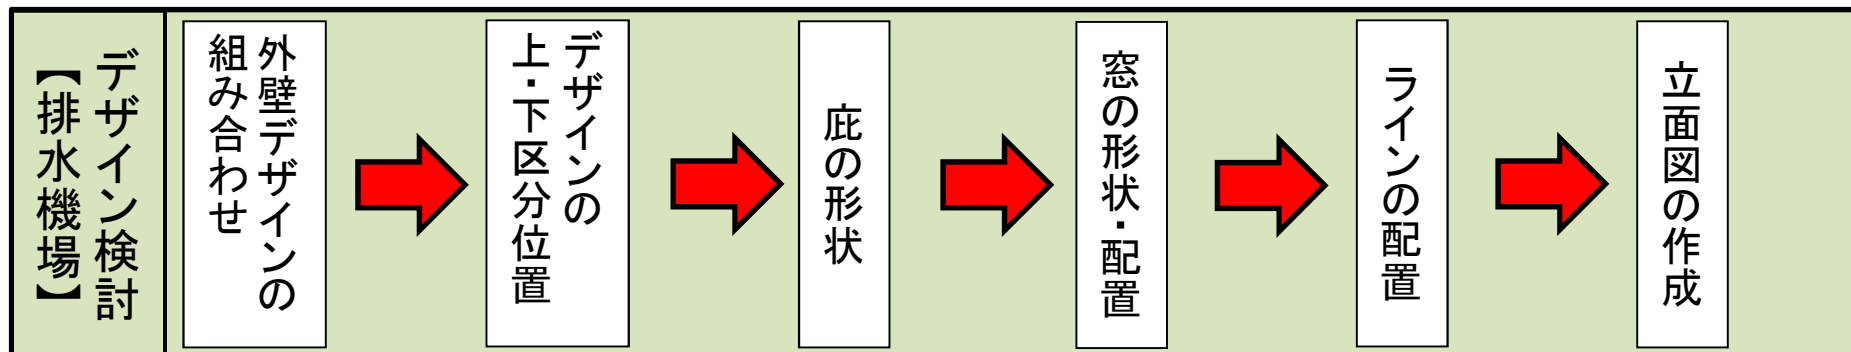 デザイン検討
【排水機場】
外壁デザインの
組み合わせ
デザインの
上・下区分位置
庇の形状
窓の形状・配置
ラインの配置
立面図の作成